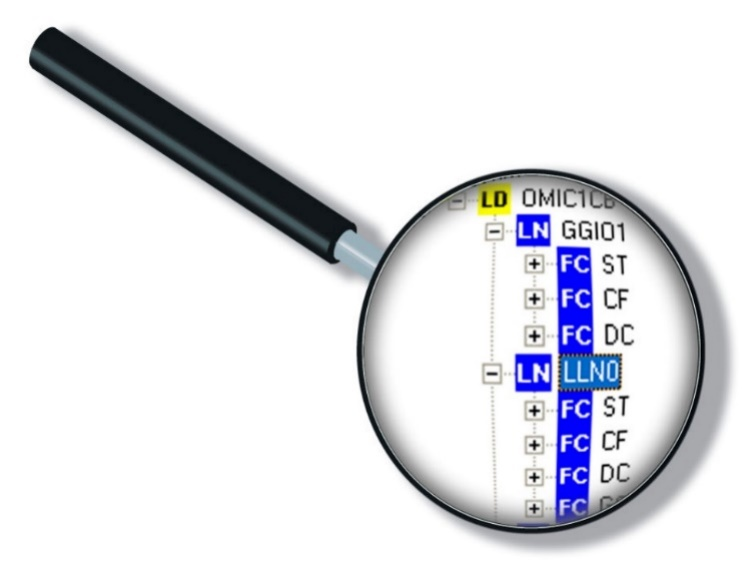 LD OMIC1CB
LN GGIO1
FC ST
FC CF
FC DC
LN LLN0
FC ST
FC CF
FC DC
FC